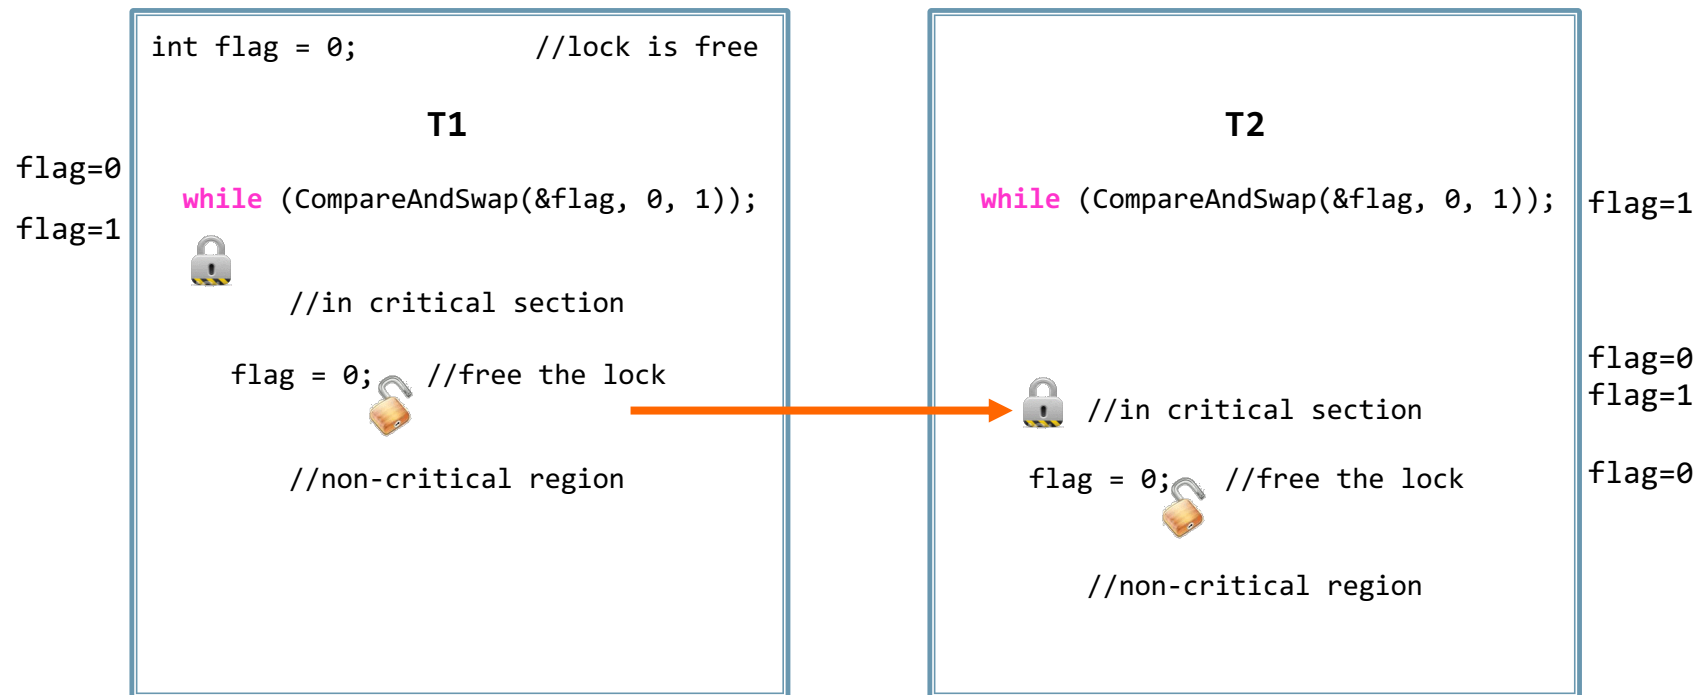 int flag = 0; //lock is free
T1
flag=0
while (CompareAndSwap(&flag, 0, 1));
flag=1
//in critical section
flag = 0; //free the lock
//non-critical region
T2
while (CompareAndSwap(&flag, 0, 1));
flag=1
flag=0
flag=1
//in critical section
flag = 0; //free the lock
flag=0
//non-critical region